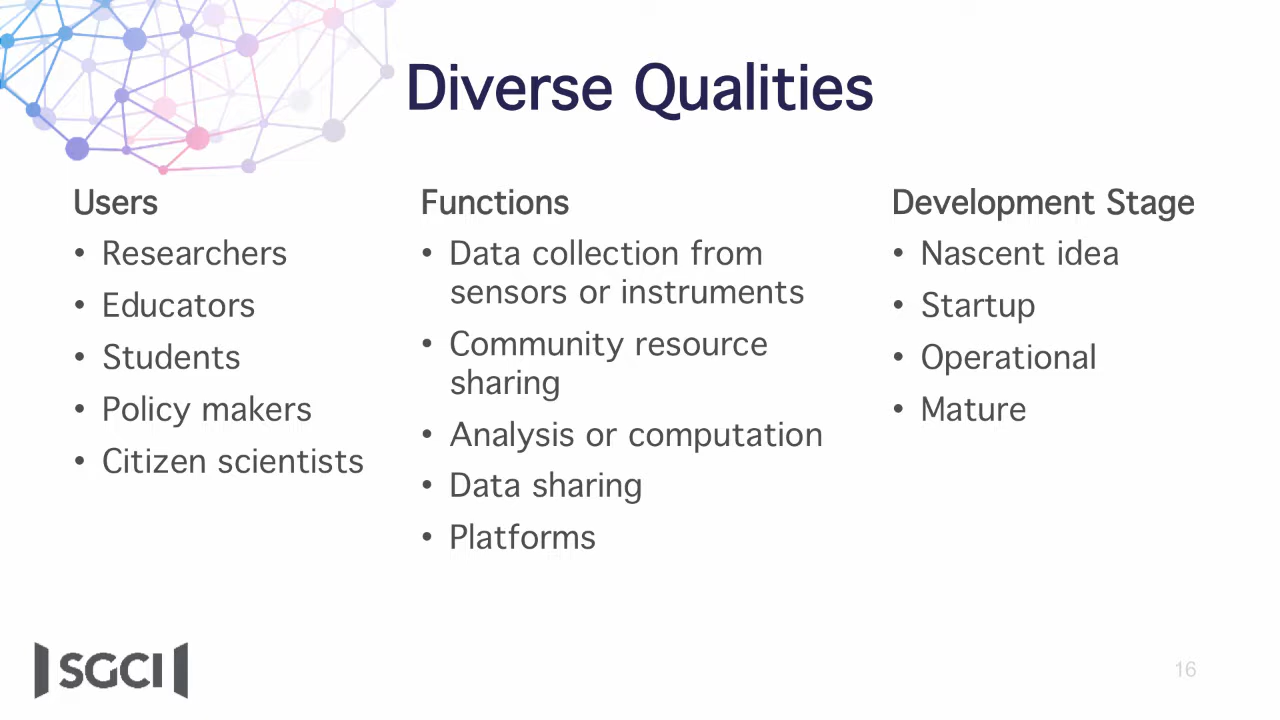 Diverse Qualities
Users
• Researchers
• Educators
• Students
• Policy makers
• Citizen scientists
Functions
• Data collection from
sensors or instruments
• Community resource
sharing
• Analysis or computation
• Data sharing
• Platforms
Development Stage
• Nascent idea
• Startup
• Operational
• Mature
SGCI
16